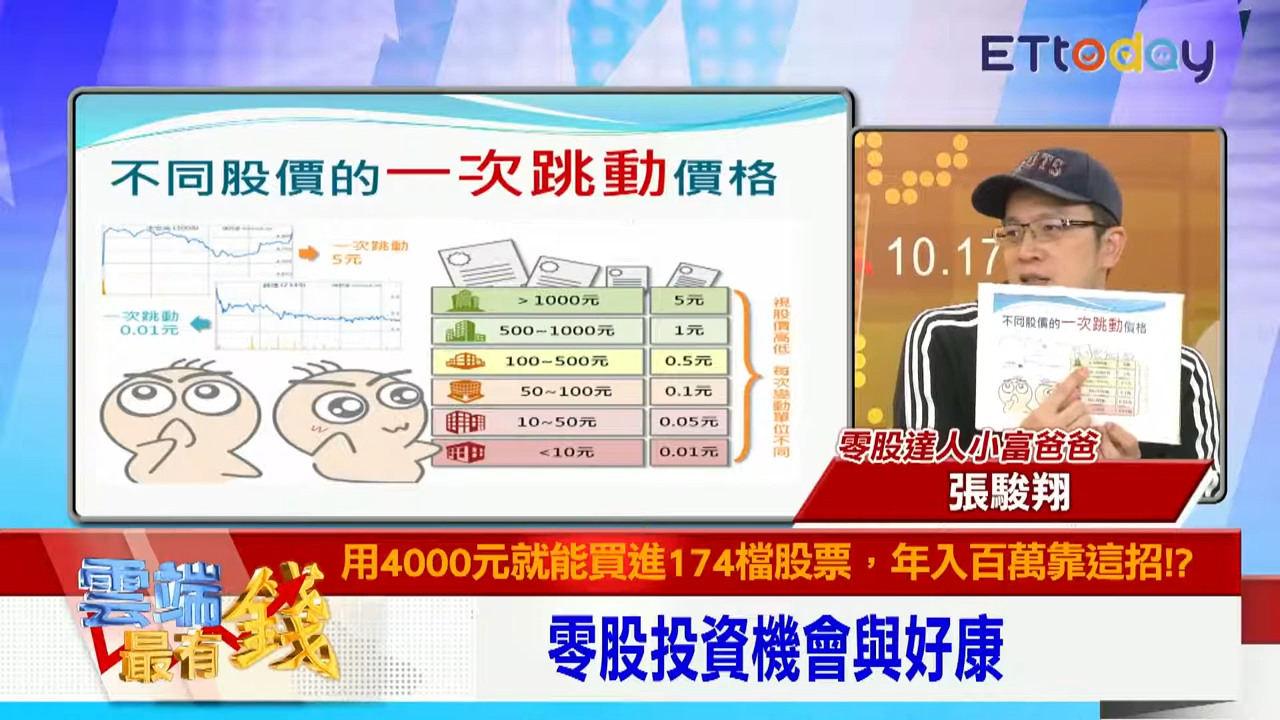 ETtoday
不同股價的一次跳動價格
一次跳動
5元
一次跳動
0.01元
>1000元 5元
500~1000元 1元
100~500元 0.5元
50~100元 0.1元
10~50元 0.05元
<10元 0.01元
視股價高低 每次變動單位不同
10.17
不同股價的一次跳動價格
零股達人小富爸爸
張駿翔
用4000元就能買進174檔股票，年入百萬靠這招!?
雲端最有錢
零股投資機會與好康